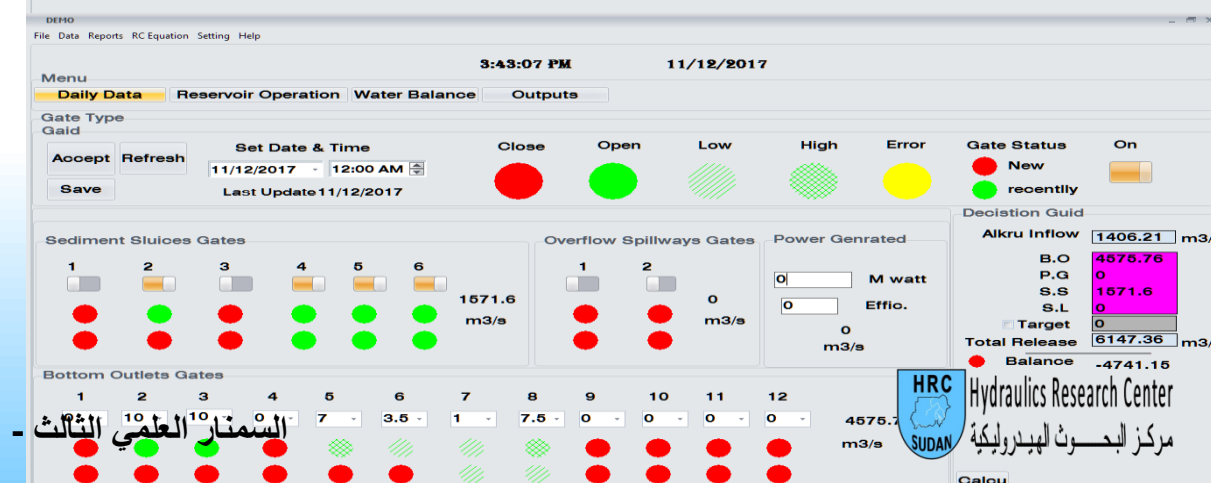 DEMO
File Data Reports RC Equation Setting Help
3:43:07 PM 11/12/2017
Menu
Daily Data Reservoir Operation Water Balance Outputs
Gate Type
Gaid
Accept Refresh Set Date & Time Close Open Low High Error Gate Status On
11/12/2017 12:00 AM New
Save Last Update 11/12/2017 recentlly
Decistion Guid
Sediment Sluices Gates Overflow Spillways Gates Power Genrated Alkru Inflow 1406.21 m3/
1 2 3 4 5 6 1 2 B.O 4575.76
0 M watt P.G 0
1571.6 0 0 Effic. S.S 1571.6
m3/s m3/s 0 S.L 0
m3/s Target 0
Total Release 6147.36 m3/
Balance -4741.15
Bottom Outlets Gates
1 2 3 4 5 6 7 8 9 10 11 12
10 10 0 7 3.5 1 7.5 0 0 0 0 4575.7
m3/s
السمنار العلمي الثالث -
HRC
SUDAN
Hydraulics Research Center
مركز البحـــوث الهيدروليكية
Calcu